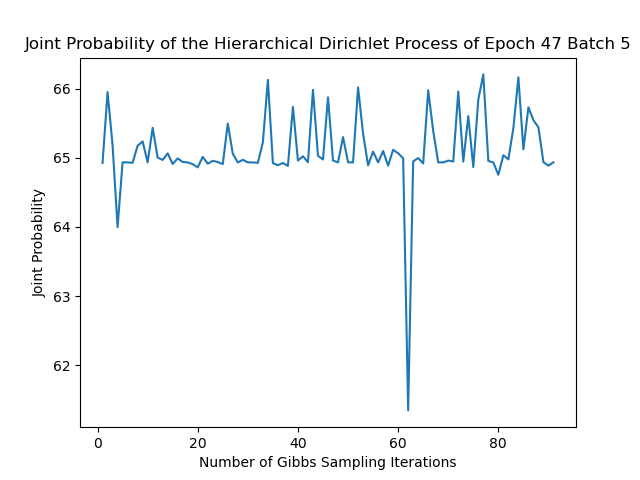 Joint Probability of the Hierarchical Dirichlet Process of Epoch 47 Batch 5
Joint Probability
66
65
64
63
62
0 20 40 60 80
Number of Gibbs Sampling Iterations